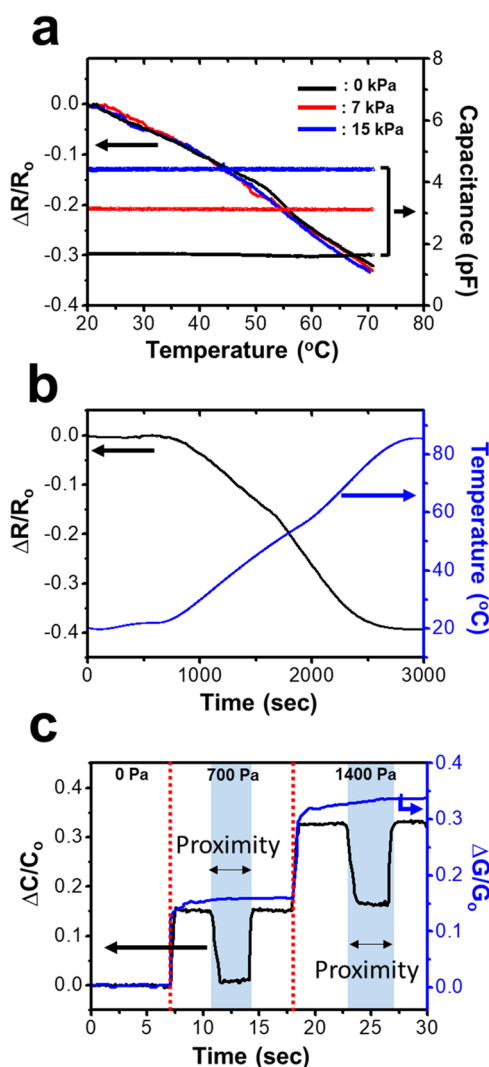 a
: 0 kPa
: 7 kPa
: 15 kPa
0.0
-0.1
-0.2
-0.3
-0.4
ΔR/Ro
8
6
4
2
0
Capacitance (pF)
20 30 40 50 60 70 80
Temperature (oC)
b
0.0
-0.1
-0.2
-0.3
-0.4
ΔR/Ro
80
60
40
20
Temperature (oC)
0 1000 2000 3000
Time (sec)
c
0 Pa 700 Pa 1400 Pa
0.4
0.3
0.2
0.1
0.0
ΔC/Co
Proximity
Proximity
0.4
0.3
0.2
0.1
0.0
ΔG/Go
0 5 10 15 20 25 30
Time (sec)